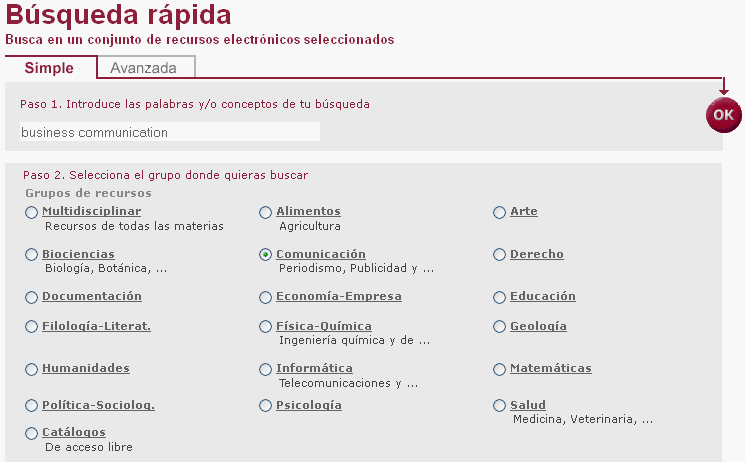 Búsqueda rápida
Busca en un conjunto de recursos electrónicos seleccionados
Simple Avanzada
Paso 1. Introduce las palabras y/o conceptos de tu búsqueda
OK
business communication
Paso 2. Selecciona el grupo donde quieras buscar
Grupos de recursos
Multidisciplinar Alimentos Arte
Recursos de todas las materias Agricultura
Biociencias Comunicación Derecho
Biología, Botánica, ... Periodismo, Publicidad y ...
Documentación Economía-Empresa Educación
Filología-Literat. Física-Química Geología
Ingeniería química y de ...
Humanidades Informática Matemáticas
Telecomunicaciones y ...
Política-Sociolog. Psicología Salud
Medicina, Veterinaria, ...
Catálogos
De acceso libre